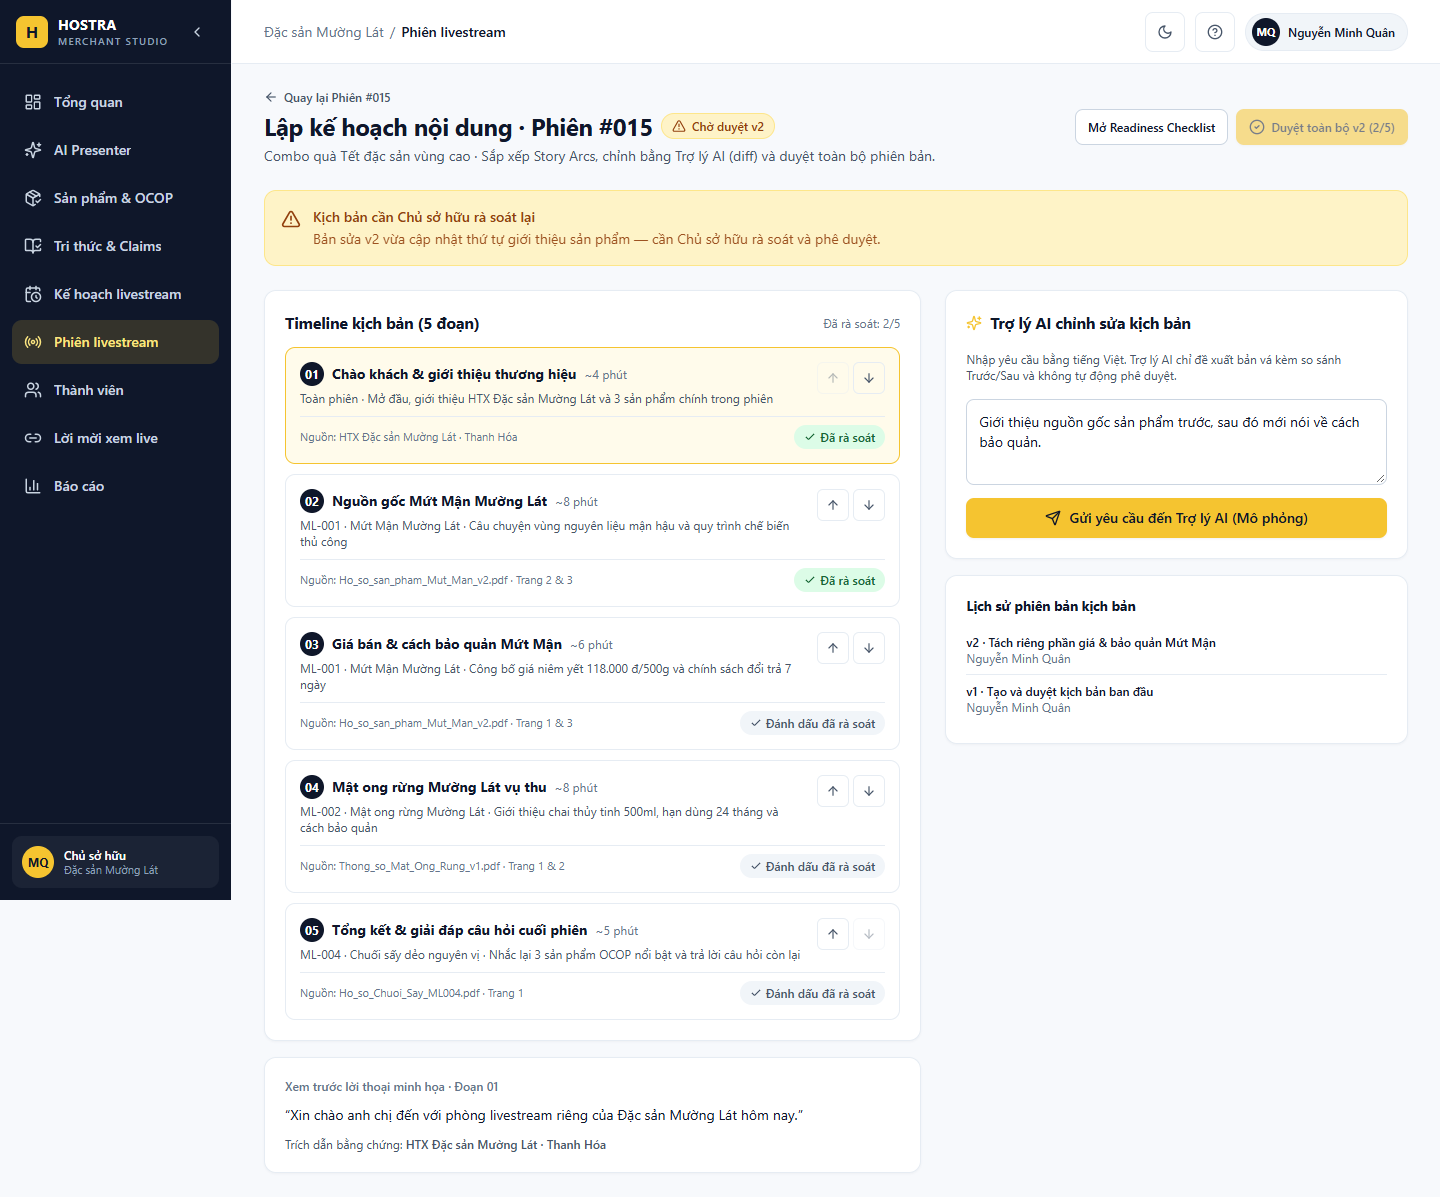 H
HOSTRA
MERCHANT STUDIO
Tổng quan
AI Presenter
Sản phẩm & OCOP
Tri thức & Claims
Kế hoạch livestream
Phiên livestream
Thành viên
Lời mời xem live
Báo cáo
MQ
Chủ sở hữu
Đặc sản Mường Lát
Đặc sản Mường Lát / Phiên livestream
MQ Nguyễn Minh Quân
Quay lại Phiên #015
Lập kế hoạch nội dung · Phiên #015
Chờ duyệt v2
Combo quà Tết đặc sản vùng cao · Sắp xếp Story Arcs, chỉnh bằng Trợ lý AI (diff) và duyệt toàn bộ phiên bản.
Mở Readiness Checklist
Duyệt toàn bộ v2 (2/5)
Kịch bản cần Chủ sở hữu rà soát lại
Bản sửa v2 vừa cập nhật thứ tự giới thiệu sản phẩm — cần Chủ sở hữu rà soát và phê duyệt.
Timeline kịch bản (5 đoạn)
Đã rà soát: 2/5
01 Chào khách & giới thiệu thương hiệu ~4 phút
Toàn phiên · Mở đầu, giới thiệu HTX Đặc sản Mường Lát và 3 sản phẩm chính trong phiên
Nguồn: HTX Đặc sản Mường Lát · Thanh Hóa
Đã rà soát
02 Nguồn gốc Mứt Mận Mường Lát ~8 phút
ML-001 · Mứt Mận Mường Lát · Câu chuyện vùng nguyên liệu mận hậu và quy trình chế biến
thủ công
Nguồn: Ho_so_san_pham_Mut_Man_v2.pdf · Trang 2 & 3
Đã rà soát
03 Giá bán & cách bảo quản Mứt Mận ~6 phút
ML-001 · Mứt Mận Mường Lát · Công bố giá niêm yết 118.000 đ/500g và chính sách đổi trả 7
ngày
Nguồn: Ho_so_san_pham_Mut_Man_v2.pdf · Trang 1 & 3
Đánh dấu đã rà soát
04 Mật ong rừng Mường Lát vụ thu ~8 phút
ML-002 · Mật ong rừng Mường Lát · Giới thiệu chai thủy tinh 500ml, hạn dùng 24 tháng và
cách bảo quản
Nguồn: Thong_so_Mat_Ong_Rung_v1.pdf · Trang 1 & 2
Đánh dấu đã rà soát
05 Tổng kết & giải đáp câu hỏi cuối phiên ~5 phút
ML-004 · Chuối sấy dẻo nguyên vị · Nhắc lại 3 sản phẩm OCOP nổi bật và trả lời câu hỏi còn lại
Nguồn: Ho_so_Chuoi_Say_ML004.pdf · Trang 1
Đánh dấu đã rà soát
Xem trước lời thoại minh họa · Đoạn 01
“Xin chào anh chị đến với phòng livestream riêng của Đặc sản Mường Lát hôm nay.”
Trích dẫn bằng chứng: HTX Đặc sản Mường Lát · Thanh Hóa
Trợ lý AI chỉnh sửa kịch bản
Nhập yêu cầu bằng tiếng Việt. Trợ lý AI chỉ đề xuất bản vá kèm so sánh
Trước/Sau và không tự động phê duyệt.
Giới thiệu nguồn gốc sản phẩm trước, sau đó mới nói về cách
bảo quản.
Gửi yêu cầu đến Trợ lý AI (Mô phỏng)
Lịch sử phiên bản kịch bản
v2 · Tách riêng phần giá & bảo quản Mứt Mận
Nguyễn Minh Quân
v1 · Tạo và duyệt kịch bản ban đầu
Nguyễn Minh Quân